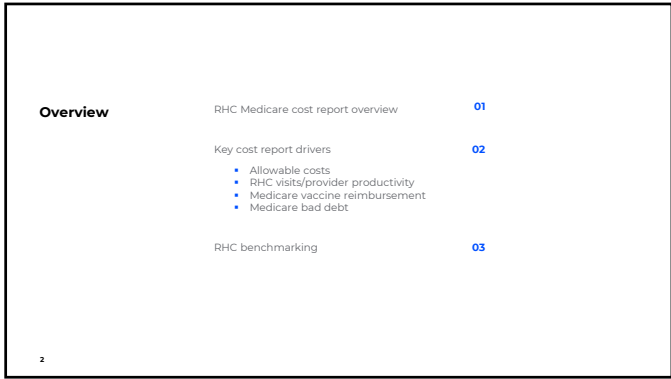 Overview
RHC Medicare cost report overview 01
Key cost report drivers 02
▪ Allowable costs
▪ RHC visits/provider productivity
▪ Medicare vaccine reimbursement
▪ Medicare bad debt
RHC benchmarking 03
2